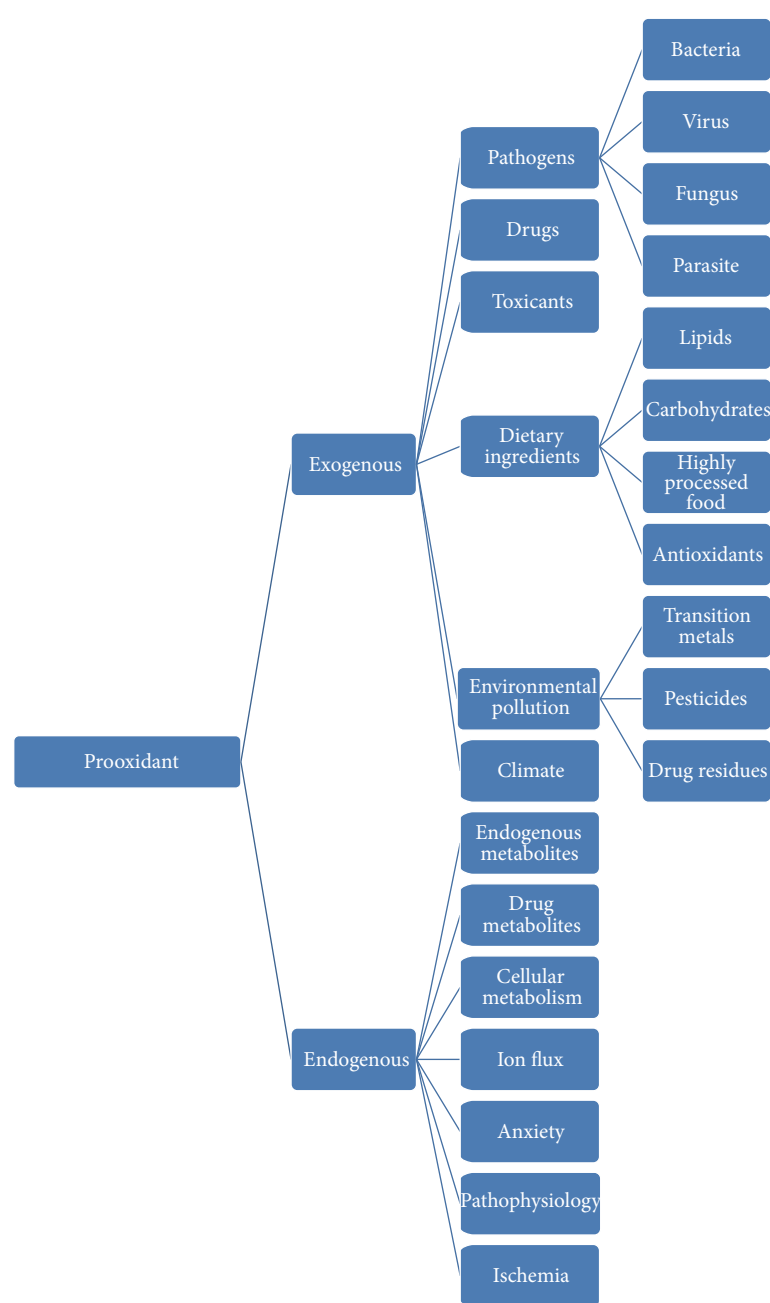 Prooxidant
Exogenous
Pathogens
Bacteria
Virus
Fungus
Parasite
Drugs
Toxicants
Dietary
ingredients
Lipids
Carbohydrates
Highly
processed
food
Antioxidants
Environmental
pollution
Transition
metals
Pesticides
Drug residues
Climate
Endogenous
Endogenous
metabolites
Drug
metabolites
Cellular
metabolism
Ion flux
Anxiety
Pathophysiology
Ischemia